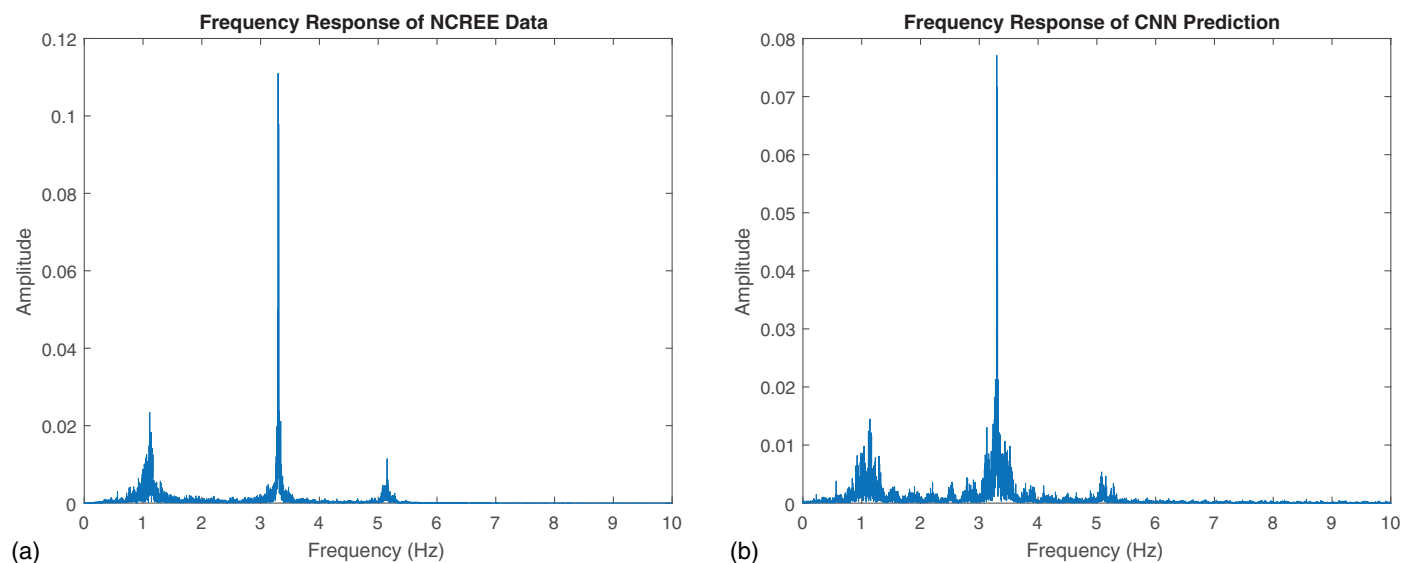 Frequency Response of NCREE Data
0.12
0.1
0.08
0.06
0.04
0.02
0
Amplitude
0 1 2 3 4 5 6 7 8 9 10
Frequency (Hz)
(a)
Frequency Response of CNN Prediction
0.08
0.07
0.06
0.05
0.04
0.03
0.02
0.01
0
Amplitude
0 1 2 3 4 5 6 7 8 9 10
Frequency (Hz)
(b)